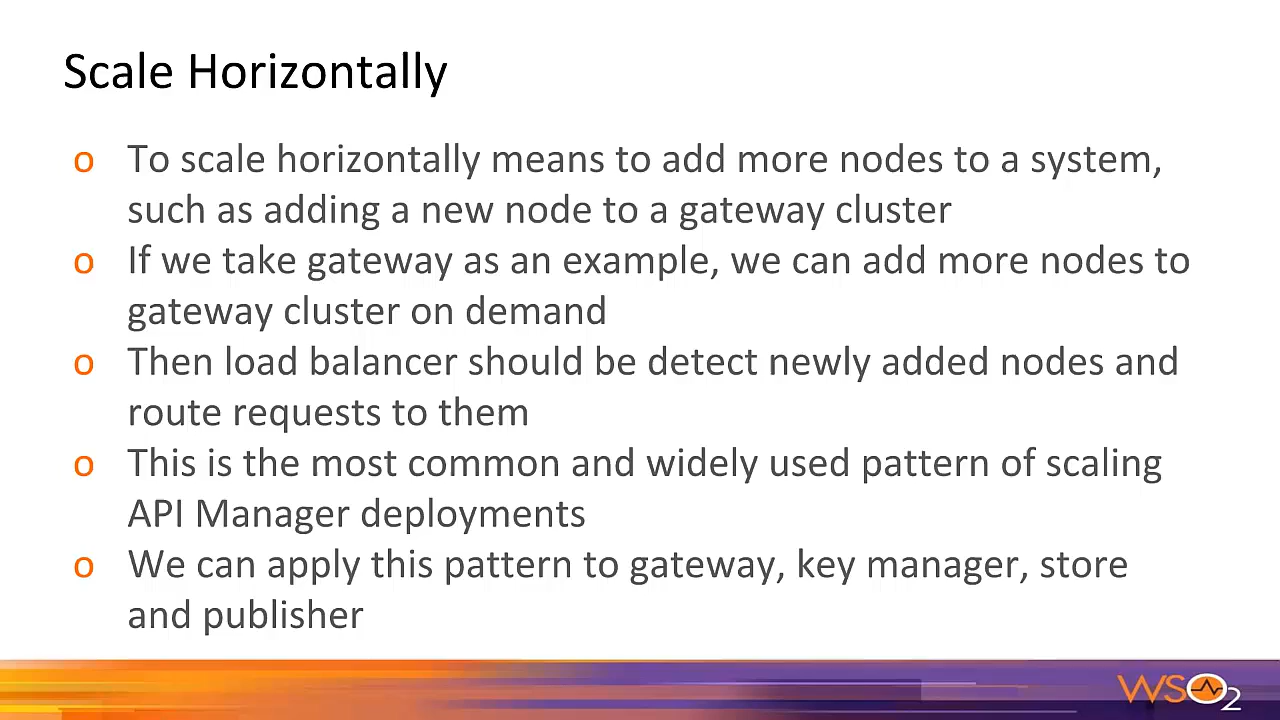 Scale Horizontally
o To scale horizontally means to add more nodes to a system,
such as adding a new node to a gateway cluster
o If we take gateway as an example, we can add more nodes to
gateway cluster on demand
o Then load balancer should be detect newly added nodes and
route requests to them
o This is the most common and widely used pattern of scaling
API Manager deployments
o We can apply this pattern to gateway, key manager, store
and publisher
WSO2